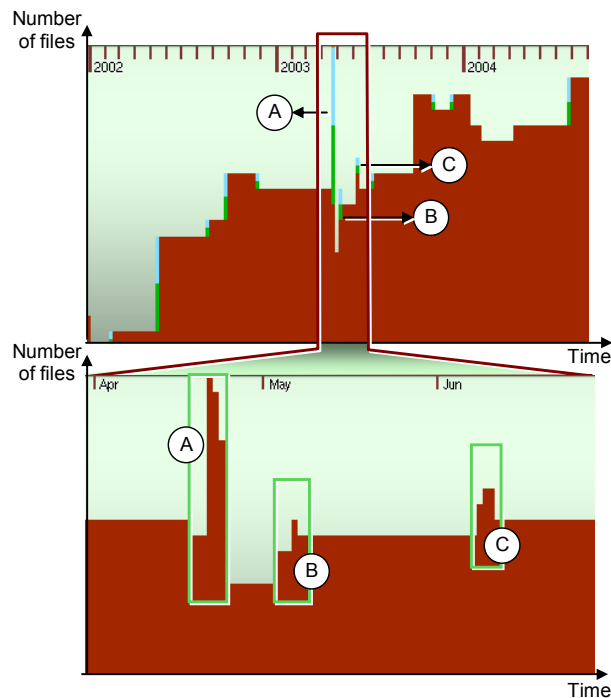 Number
of files
2002
2003
2004
A
C
B
Time
Number
of files
Apr
May
Jun
A
B
C
Time